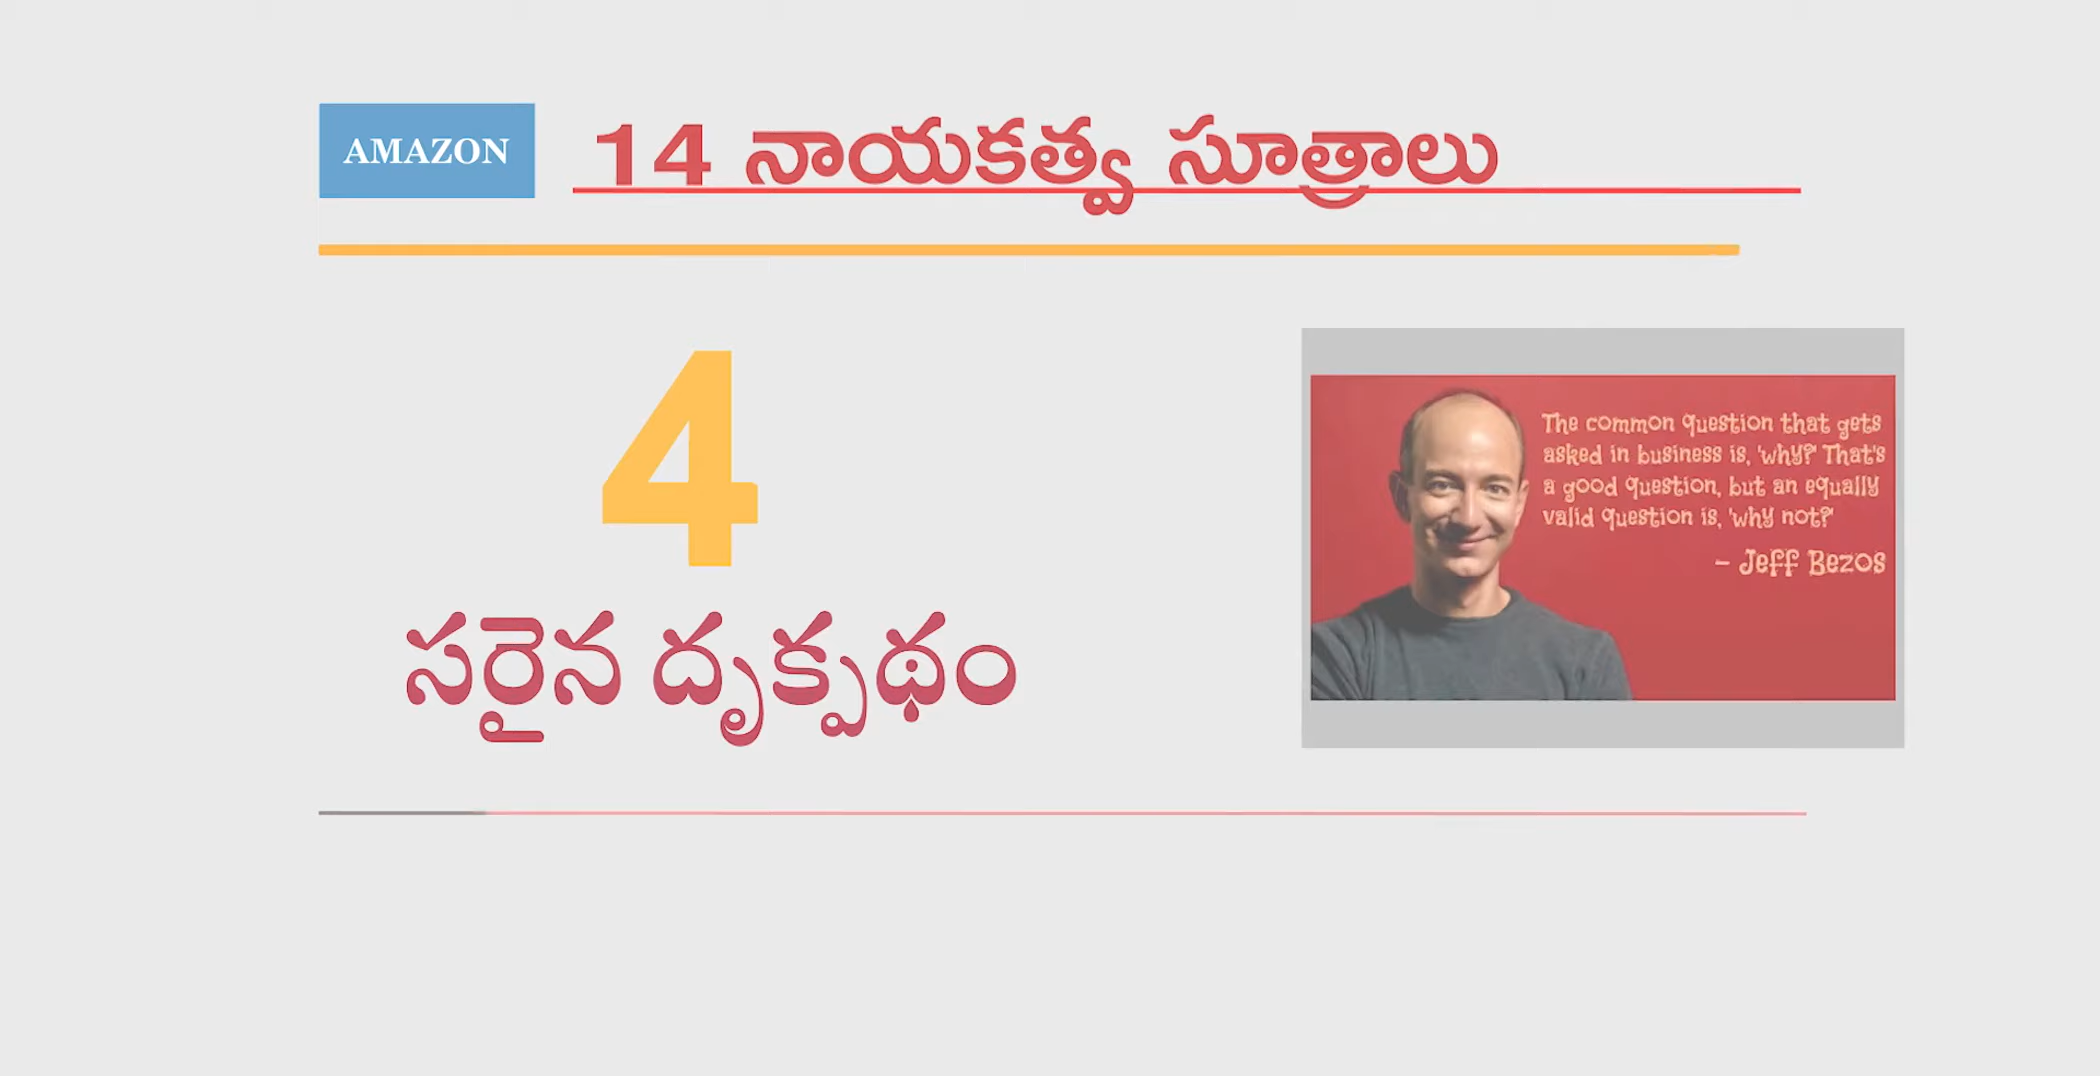 AMAZON 14 నాయకత్వ సూత్రాలు
4
సరైన దృక్పథం
The common question that gets
asked in business is, 'why?' That's
a good question, but an equally
valid question is, 'why not?'
- Jeff Bezos